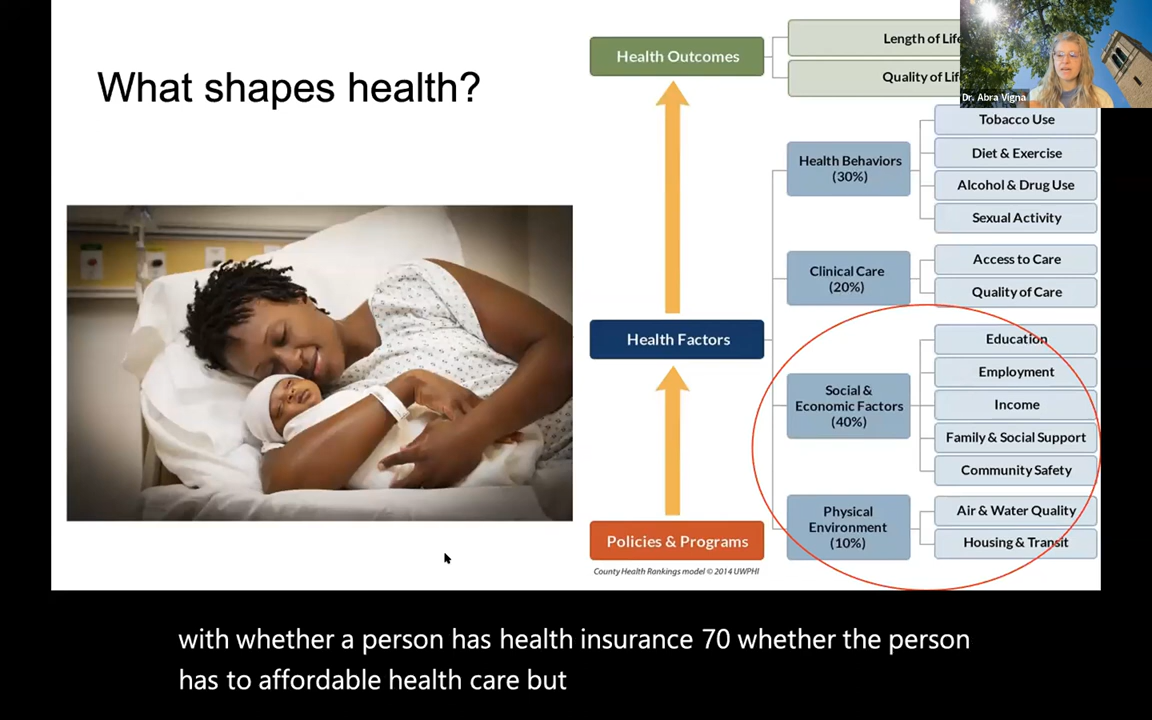 What shapes health?
Health Outcomes
Length of Life
Quality of Life
Dr. Abra Vigna
Tobacco Use
Health Behaviors
(30%)
Diet & Exercise
Alcohol & Drug Use
Sexual Activity
Clinical Care
(20%)
Access to Care
Quality of Care
Health Factors
Education
Social &
Economic Factors
(40%)
Employment
Income
Family & Social Support
Community Safety
Policies & Programs
Physical
Environment
(10%)
Air & Water Quality
Housing & Transit
County Health Rankings model © 2014 UWPHI
with whether a person has health insurance 70 whether the person
has to affordable health care but